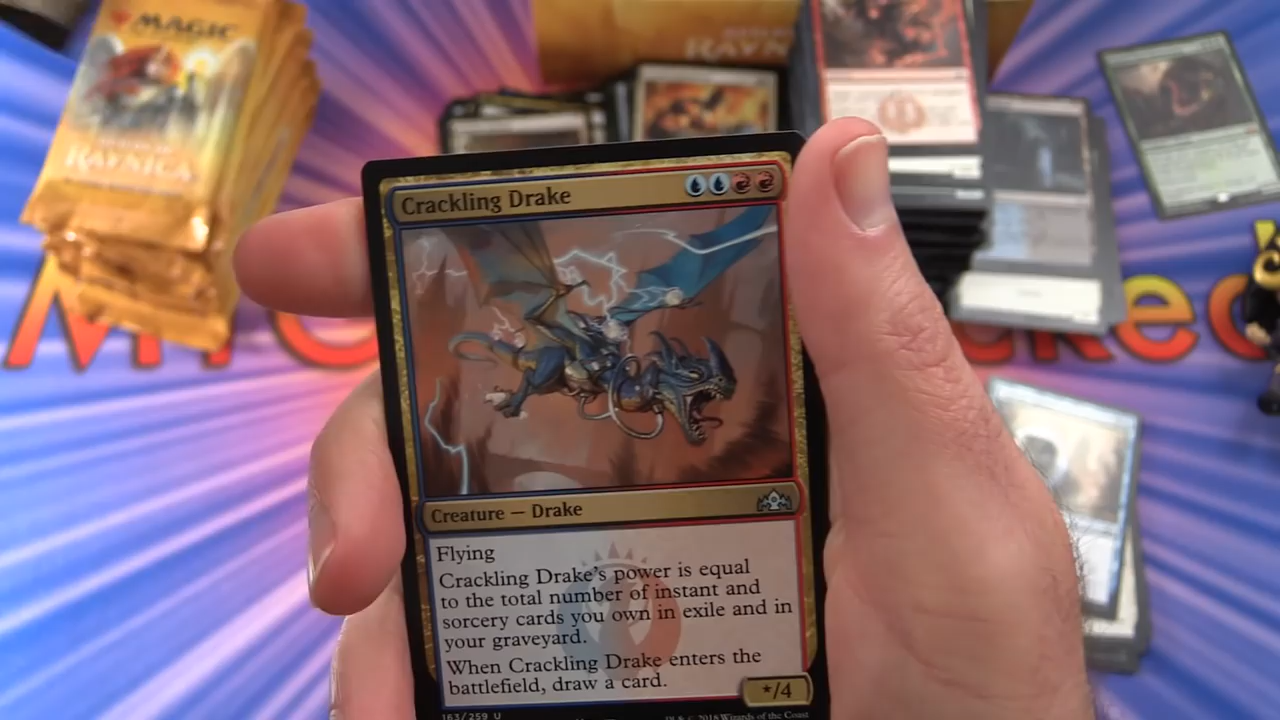 MAGIC
RAVNICA
RAVNI
Crackling Drake
Creature — Drake
Flying
Crackling Drake's power is equal
to the total number of instant and
sorcery cards you own in exile and in
your graveyard.
When Crackling Drake enters the
battlefield, draw a card.
*/4
163/259 U
2018 Wizards of the Coast